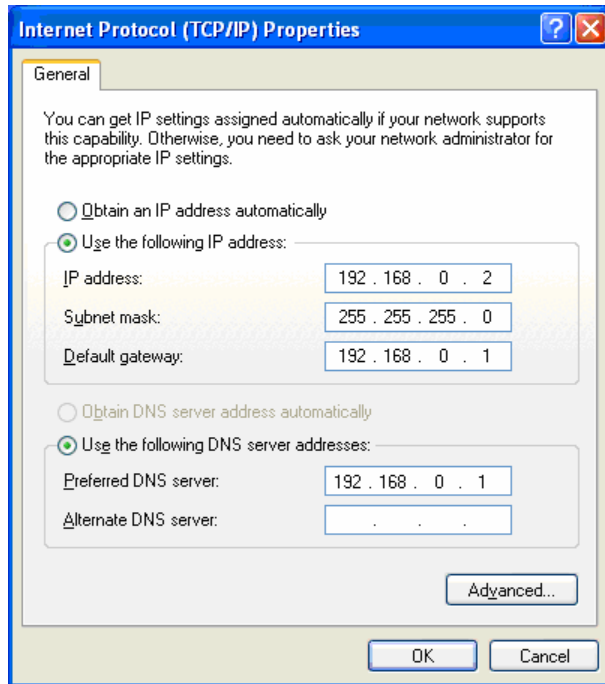 Internet Protocol (TCP/IP) Properties
General
You can get IP settings assigned automatically if your network supports
this capability. Otherwise, you need to ask your network administrator for
the appropriate IP settings.
Obtain an IP address automatically
Use the following IP address:
IP address: 192 . 168 . 0 . 2
Subnet mask: 255 . 255 . 255 . 0
Default gateway: 192 . 168 . 0 . 1
Obtain DNS server address automatically
Use the following DNS server addresses:
Preferred DNS server: 192 . 168 . 0 . 1
Alternate DNS server: . . .
Advanced...
OK Cancel